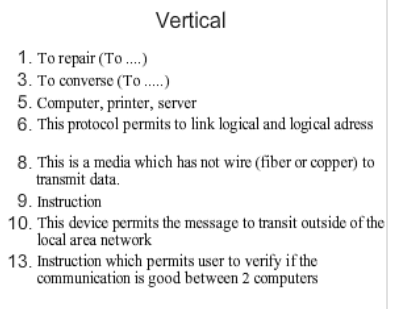 Vertical
1. To repair (To ....)
3. To converse (To .....)
5. Computer, printer, server
6. This protocol permits to link logical and logical adress
8. This is a media which has not wire (fiber or copper) to
transmit data.
9. Instruction
10. This device permits the message to transit outside of the
local area network
13. Instruction which permits user to verify if the
communication is good between 2 computers